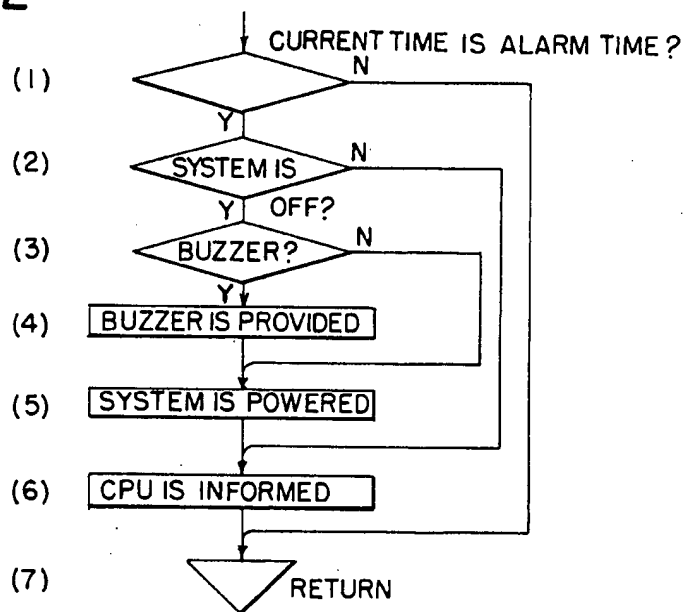 CURRENT TIME IS ALARM TIME?
(1)
N
Y
(2)
SYSTEM IS
N
Y
OFF?
(3)
BUZZER?
N
Y
(4)
BUZZER IS PROVIDED
(5)
SYSTEM IS POWERED
(6)
CPU IS INFORMED
(7)
RETURN